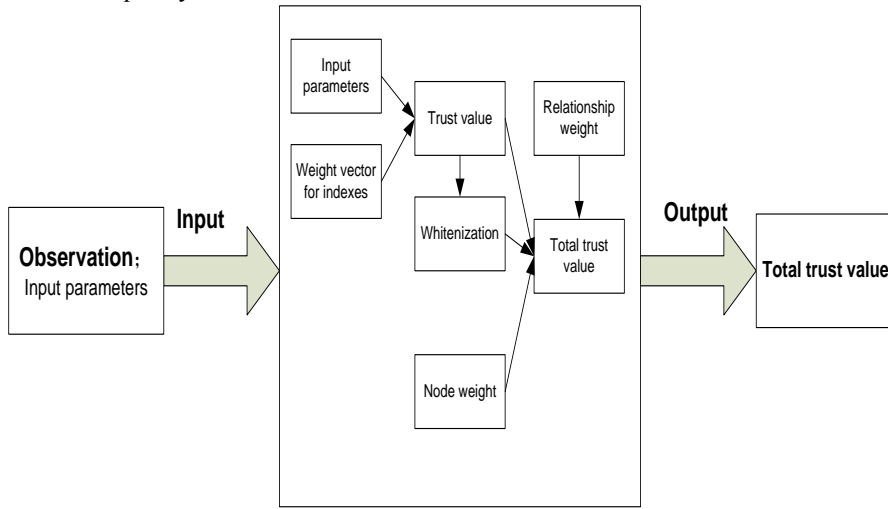 Input
parameters
Trust value
Relationship
weight
Weight vector
for indexes
Input
Observation；
Input parameters
Whitenization
Total trust
value
Output
Total trust value
Node weight